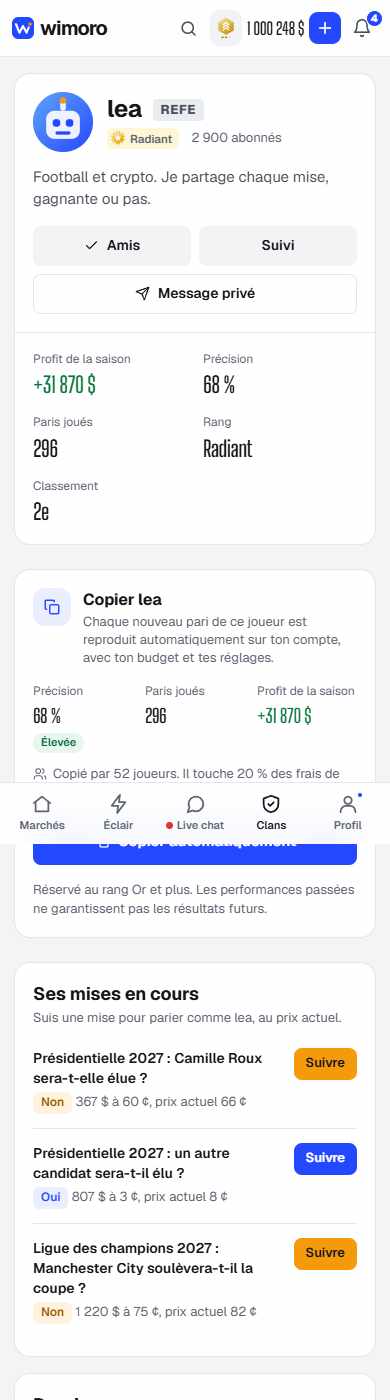 wimoro
1 000 248 $
4
lea REFE
Radiant 2 900 abonnés
Football et crypto. Je partage chaque mise,
gagnante ou pas.
Amis
Suivi
Message privé
Profit de la saison
+31 870 $
Précision
68 %
Paris joués
296
Rang
Radiant
Classement
2e
Copier lea
Chaque nouveau pari de ce joueur est
reproduit automatiquement sur ton compte,
avec ton budget et tes réglages.
Précision
68 %
Élevée
Paris joués
296
Profit de la saison
+31 870 $
Copié par 52 joueurs. Il touche 20 % des frais de
Marchés
Éclair
Live chat
Clans
Profil
Copier automatiquement
Réservé au rang Or et plus. Les performances passées
ne garantissent pas les résultats futurs.
Ses mises en cours
Suis une mise pour parier comme lea, au prix actuel.
Présidentielle 2027 : Camille Roux
sera-t-elle élue ?
Non 367 $ à 60 ¢, prix actuel 66 ¢
Suivre
Présidentielle 2027 : un autre
candidat sera-t-il élu ?
Oui 807 $ à 3 ¢, prix actuel 8 ¢
Suivre
Ligue des champions 2027 :
Manchester City soulèvera-t-il la
coupe ?
Non 1 220 $ à 75 ¢, prix actuel 82 ¢
Suivre